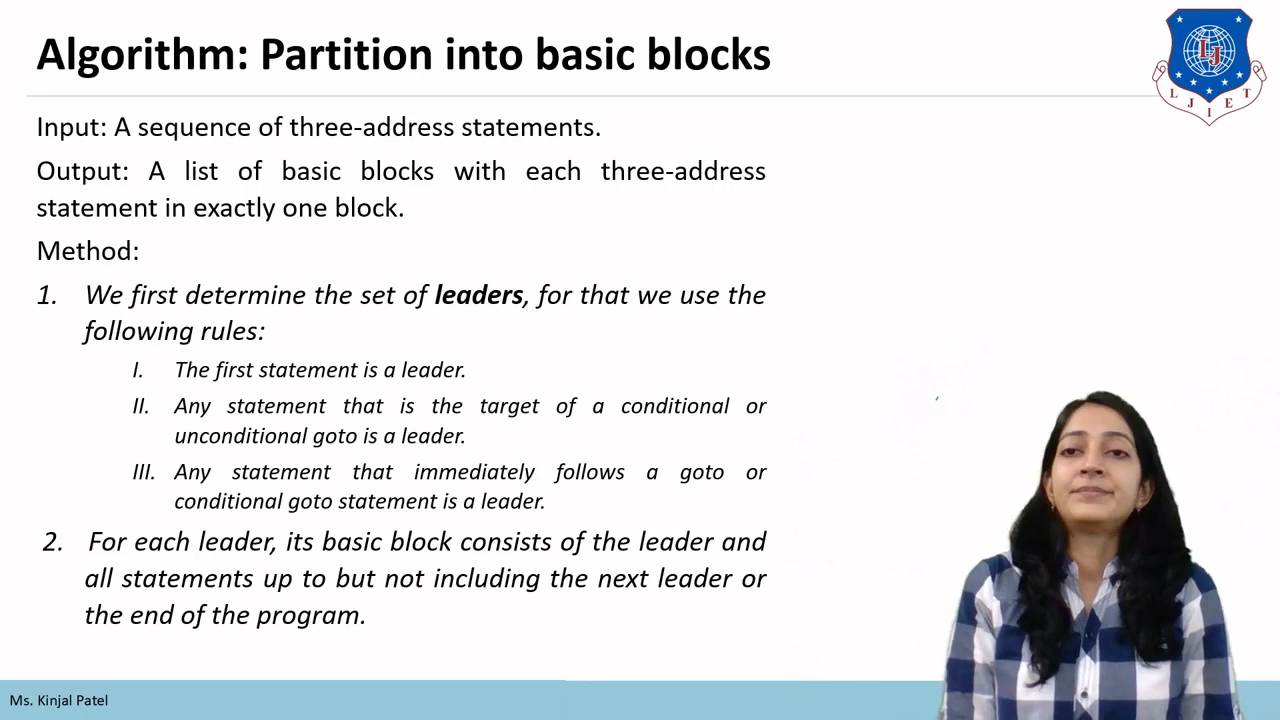 Algorithm: Partition into basic blocks
L J I E T
LJ
Input: A sequence of three-address statements.
Output: A list of basic blocks with each three-address
statement in exactly one block.
Method:
1. We first determine the set of leaders, for that we use the
following rules:
I. The first statement is a leader.
II. Any statement that is the target of a conditional or
unconditional goto is a leader.
III. Any statement that immediately follows a goto or
conditional goto statement is a leader.
2. For each leader, its basic block consists of the leader and
all statements up to but not including the next leader or
the end of the program.
Ms. Kinjal Patel